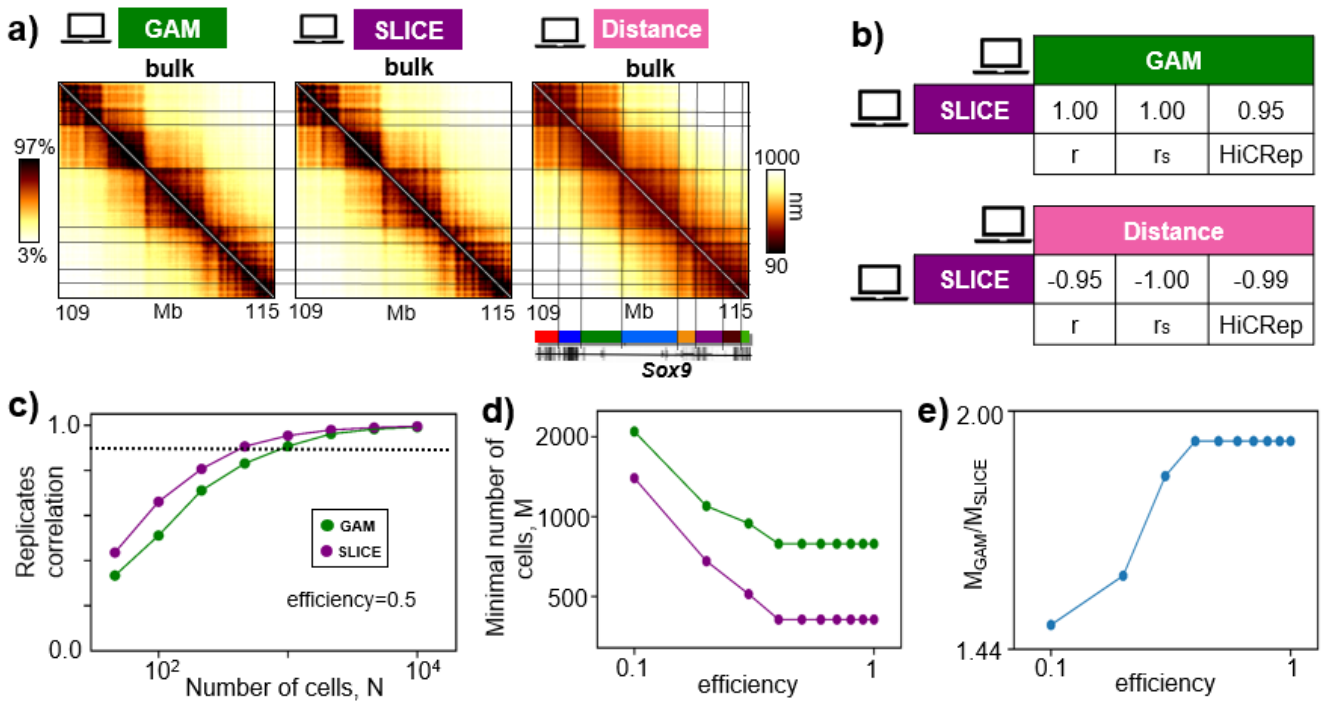 a)
GAM
SLICE
Distance
bulk
bulk
bulk
97%
3%
1000
nm
90
109 Mb 115
109 Mb 115
109 Mb 115
Sox9
b)
GAM
SLICE 1.00 1.00 0.95
r rs HiCRep
Distance
SLICE -0.95 -1.00 -0.99
r rs HiCRep
c)
1.0
0.0
Replicates
correlation
GAM
SLICE
efficiency=0.5
10² 10³ 10⁴
Number of cells, N
d)
Minimal number of
cells, M
2000
1000
500
0.1 1
efficiency
e)
2.00
1.44
MGAM/MSLICE
0.1 1
efficiency